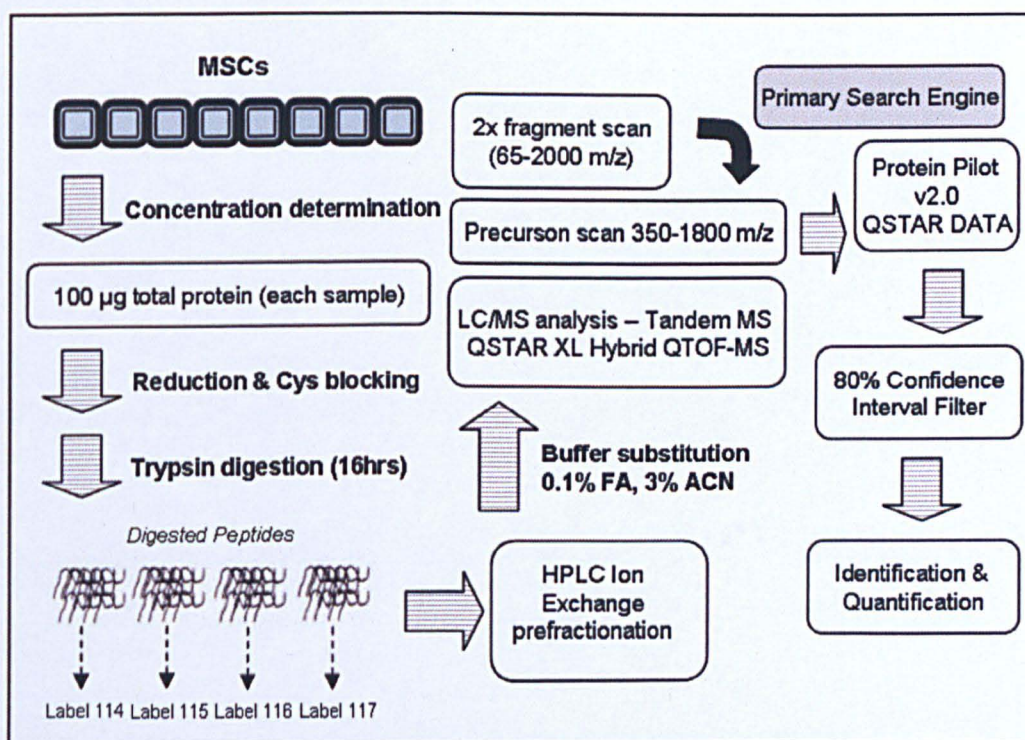 MSCs
Concentration determination
100 µg total protein (each sample)
Reduction & Cys blocking
Trypsin digestion (16hrs)
Digested Peptides
Label 114 Label 115 Label 116 Label 117
HPLC Ion
Exchange
prefractionation
Buffer substitution
0.1% FA, 3% ACN
LC/MS analysis – Tandem MS
QSTAR XL Hybrid QTOF-MS
Precurson scan 350-1800 m/z
2x fragment scan
(65-2000 m/z)
Primary Search Engine
Protein Pilot
v2.0
QSTAR DATA
80% Confidence
Interval Filter
Identification &
Quantification